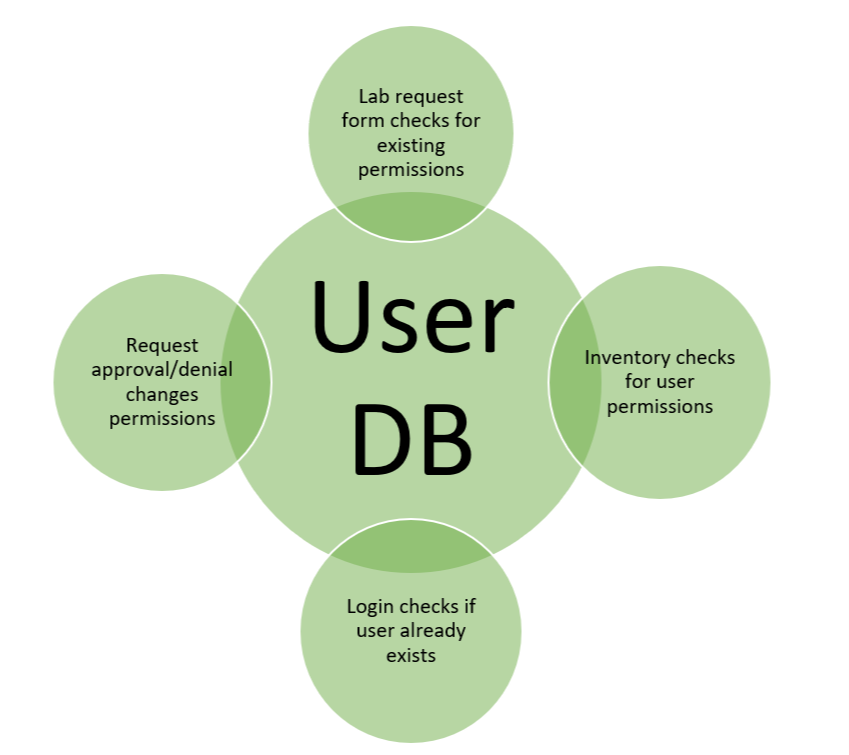 Lab request
form checks for
existing
permissions
User
DB
Request
approval/denial
changes
permissions
Inventory checks
for user
permissions
Login checks if
user already
exists